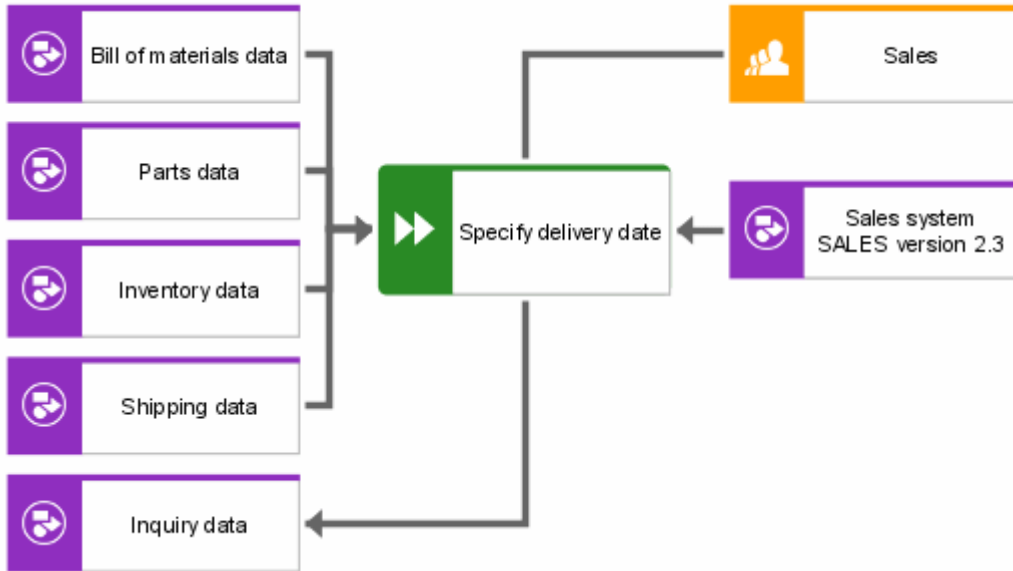 Bill of materials data
Sales
Parts data
Specify delivery date
Sales system
SALES version 2.3
Inventory data
Shipping data
Inquiry data